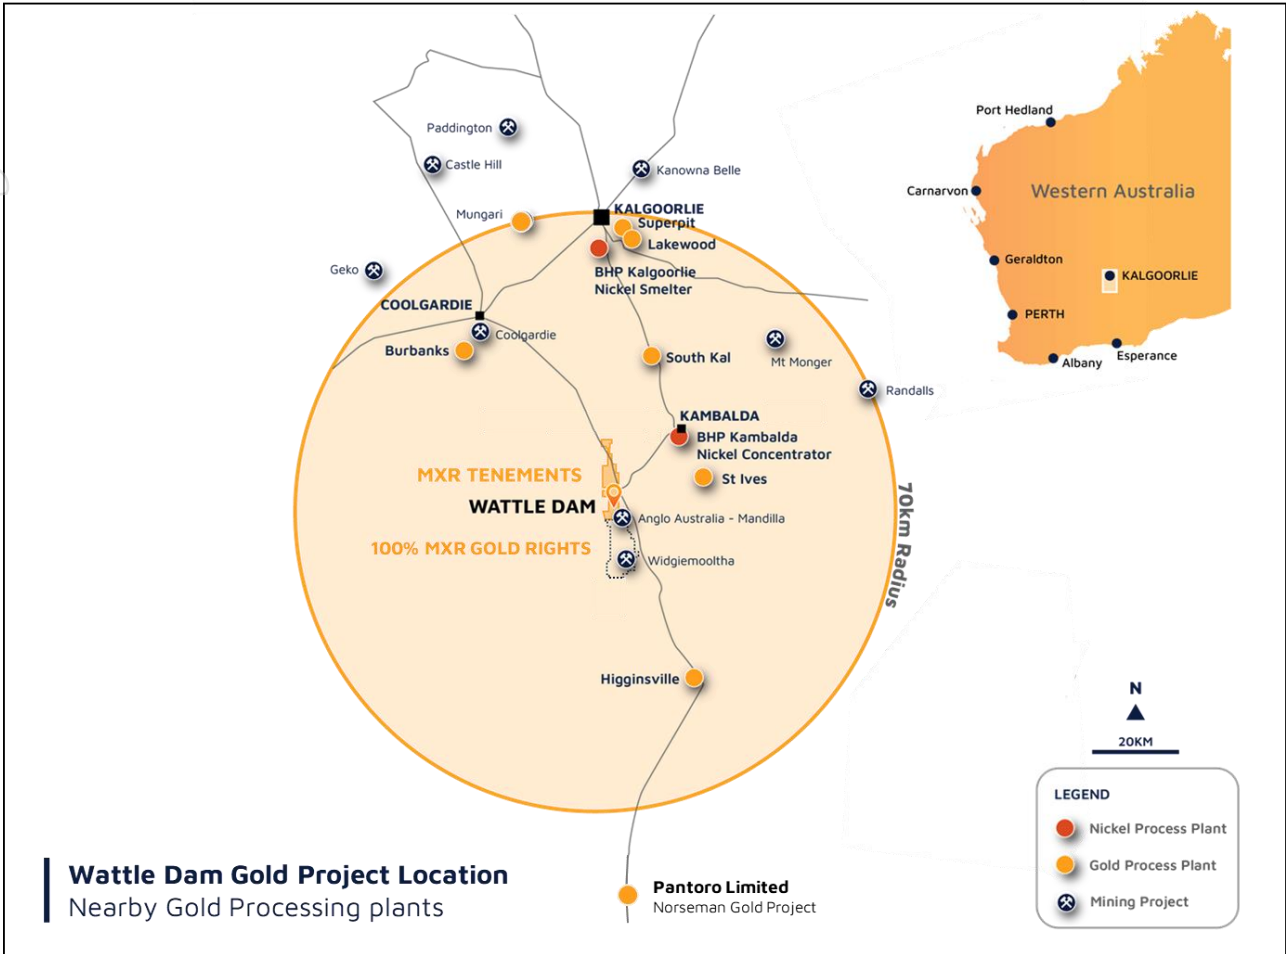 Port Hedland
Paddington
Castle Hill
Kanowna Belle
Western Australia
Carnarvon
Mungari
KALGOORLIE
Superpit
Lakewood
Geraldton
Geko
BHP Kalgoorlie
Nickel Smelter
KALGOORLIE
COOLGARDIE
PERTH
Coolgardie
Burbanks
South Kal
Mt Monger
Esperance
Albany
Randalls
KAMBALDA
BHP Kambalda
Nickel Concentrator
MXR TENEMENTS
St Ives
WATTLE DAM
70km Radius
Anglo Australia - Mandilla
100% MXR GOLD RIGHTS
Widgiemooltha
Higginsville
N
20KM
LEGEND
Nickel Process Plant
Gold Process Plant
Mining Project
Wattle Dam Gold Project Location
Nearby Gold Processing plants
Pantoro Limited
Norseman Gold Project